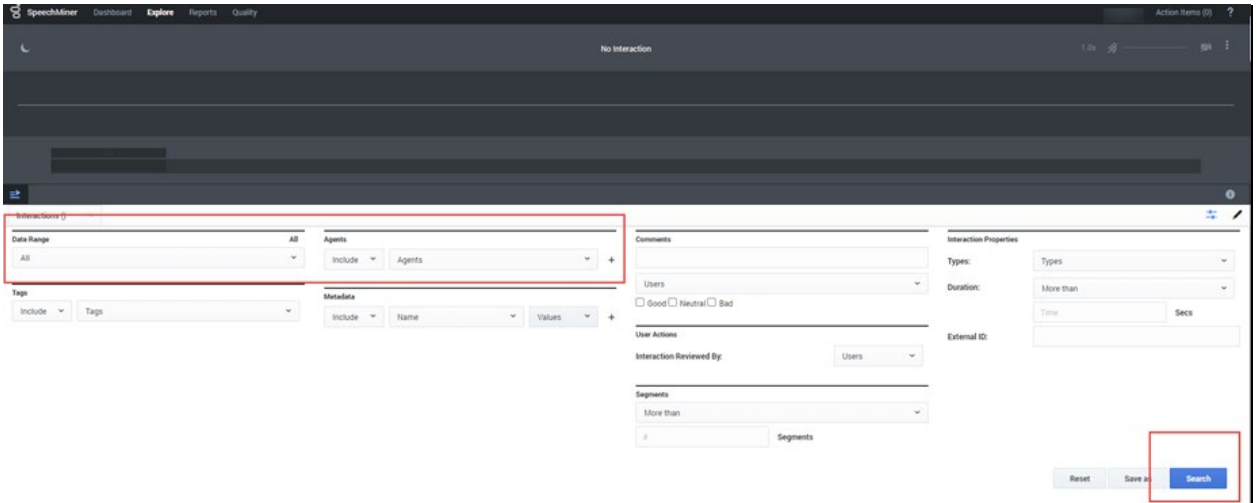 SpeechMiner Dashboard Explore Reports Quality Action Items (0) ?
No Interaction
1.0x
Interactions ()
Date Range All
All
Agents
Include Agents +
Tags
Include Tags
Metadata
Include Name Values +
Comments
Users
Good Neutral Bad
User Actions
Interaction Reviewed By: Users
Segments
More than
# Segments
Interaction Properties
Types: Types
Duration: More than
Time Secs
External ID:
Reset Save as Search